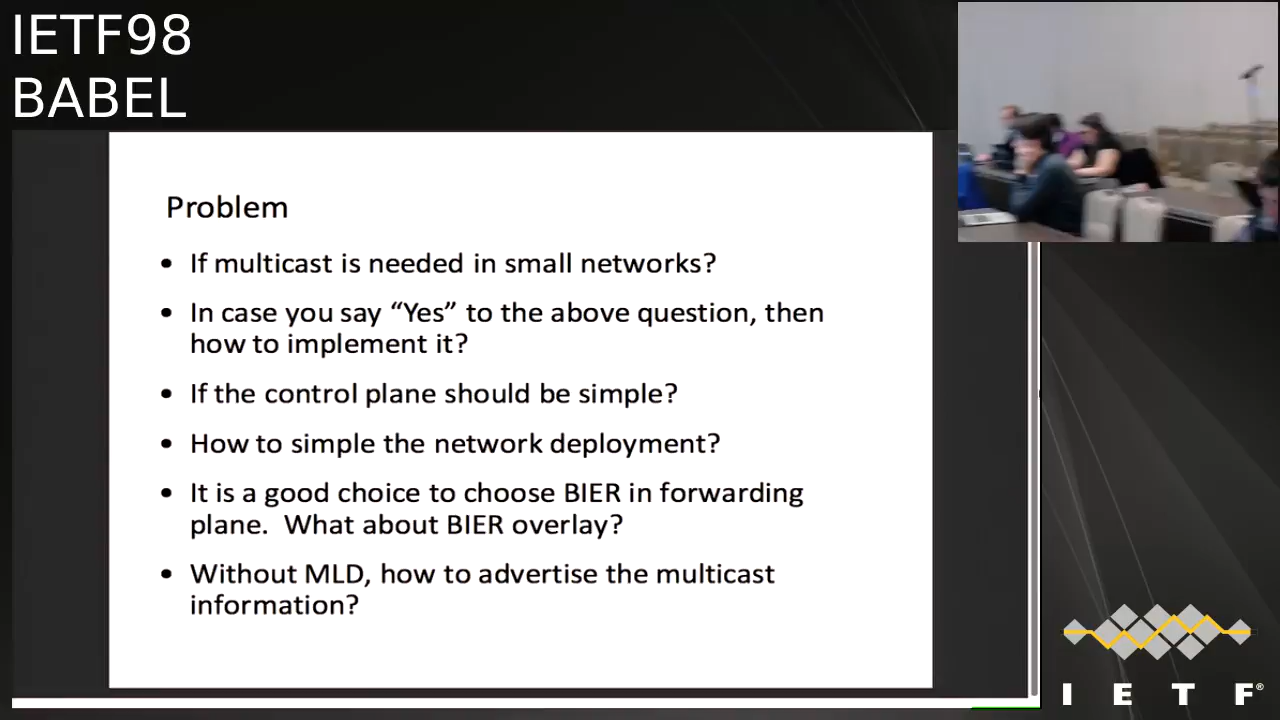 IETF98
BABEL
Problem
• If multicast is needed in small networks?
• In case you say “Yes” to the above question, then
how to implement it?
• If the control plane should be simple?
• How to simple the network deployment?
• It is a good choice to choose BIER in forwarding
plane.  What about BIER overlay?
• Without MLD, how to advertise the multicast
information?
I E T F®